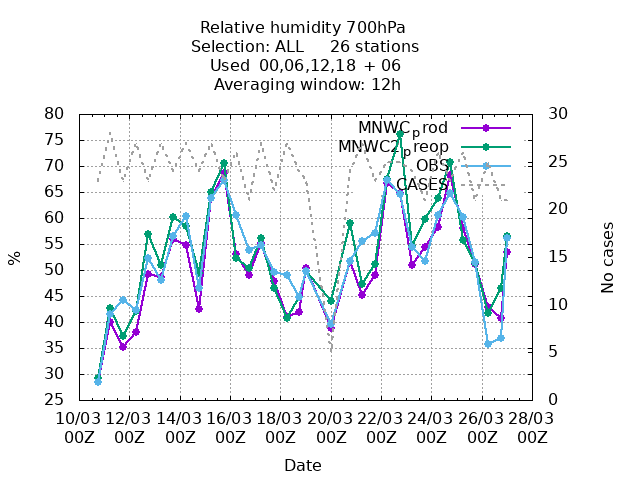 Relative humidity 700hPa
Selection: ALL 26 stations
Used 00,06,12,18 + 06
Averaging window: 12h
MNWCprod
MNWC2preop
OBS
CASES
%
80
75
70
65
60
55
50
45
40
35
30
25
30
25
20
15
10
5
0
No cases
10/03 12/03 14/03 16/03 18/03 20/03 22/03 24/03 26/03 28/03
00Z 00Z 00Z 00Z 00Z 00Z 00Z 00Z 00Z 00Z
Date